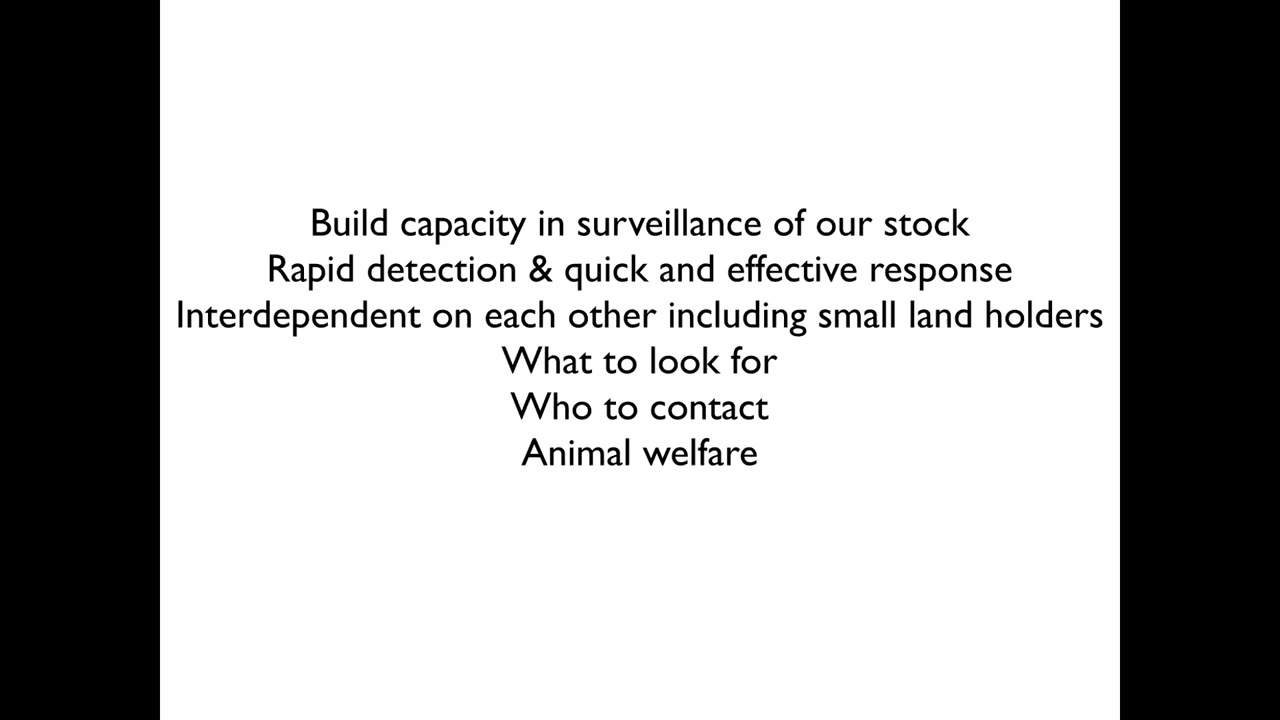 Build capacity in surveillance of our stock
Rapid detection & quick and effective response
Interdependent on each other including small land holders
What to look for
Who to contact
Animal welfare